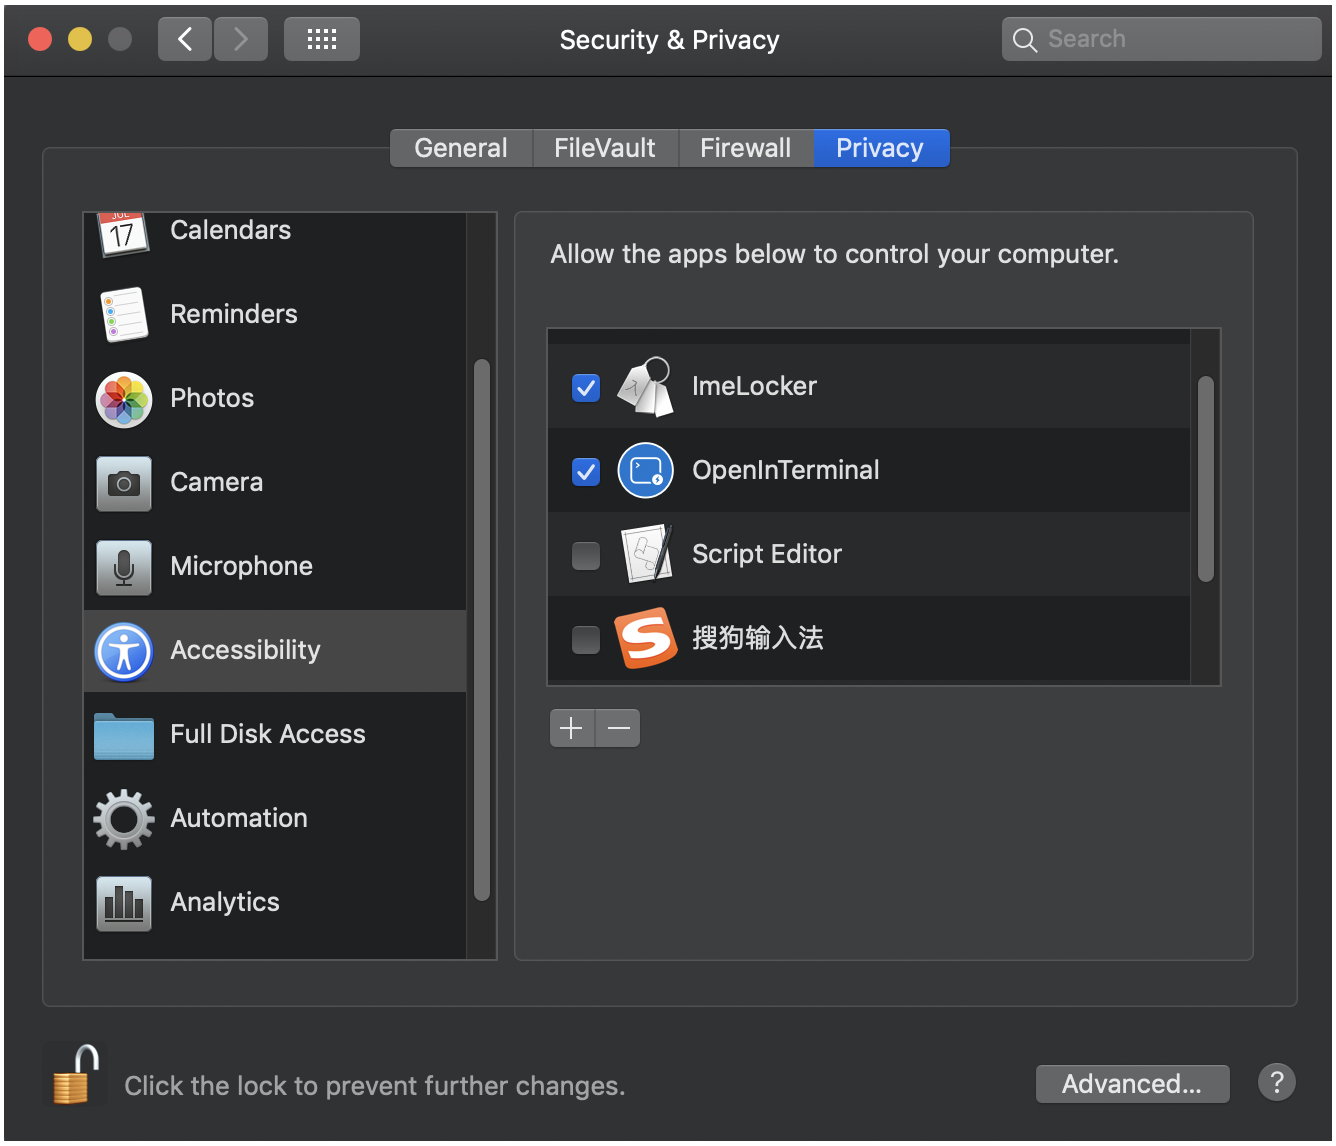 Security & Privacy
Search
General
FileVault
Firewall
Privacy
JUL
17
Calendars
Reminders
Photos
Camera
Microphone
Accessibility
Full Disk Access
Automation
Analytics
Allow the apps below to control your computer.
入
ImeLocker
OpenInTerminal
Script Editor
S
搜狗输入法
Click the lock to prevent further changes.
Advanced...
?